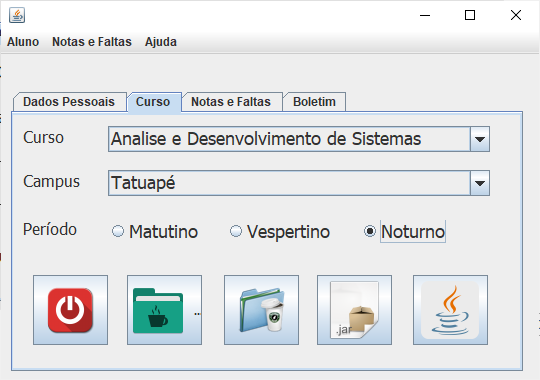 Aluno Notas e Faltas Ajuda
Dados Pessoais Curso Notas e Faltas Boletim
Curso Analise e Desenvolvimento de Sistemas
Campus Tatuapé
Período Matutino Vespertino Noturno
...
.jar